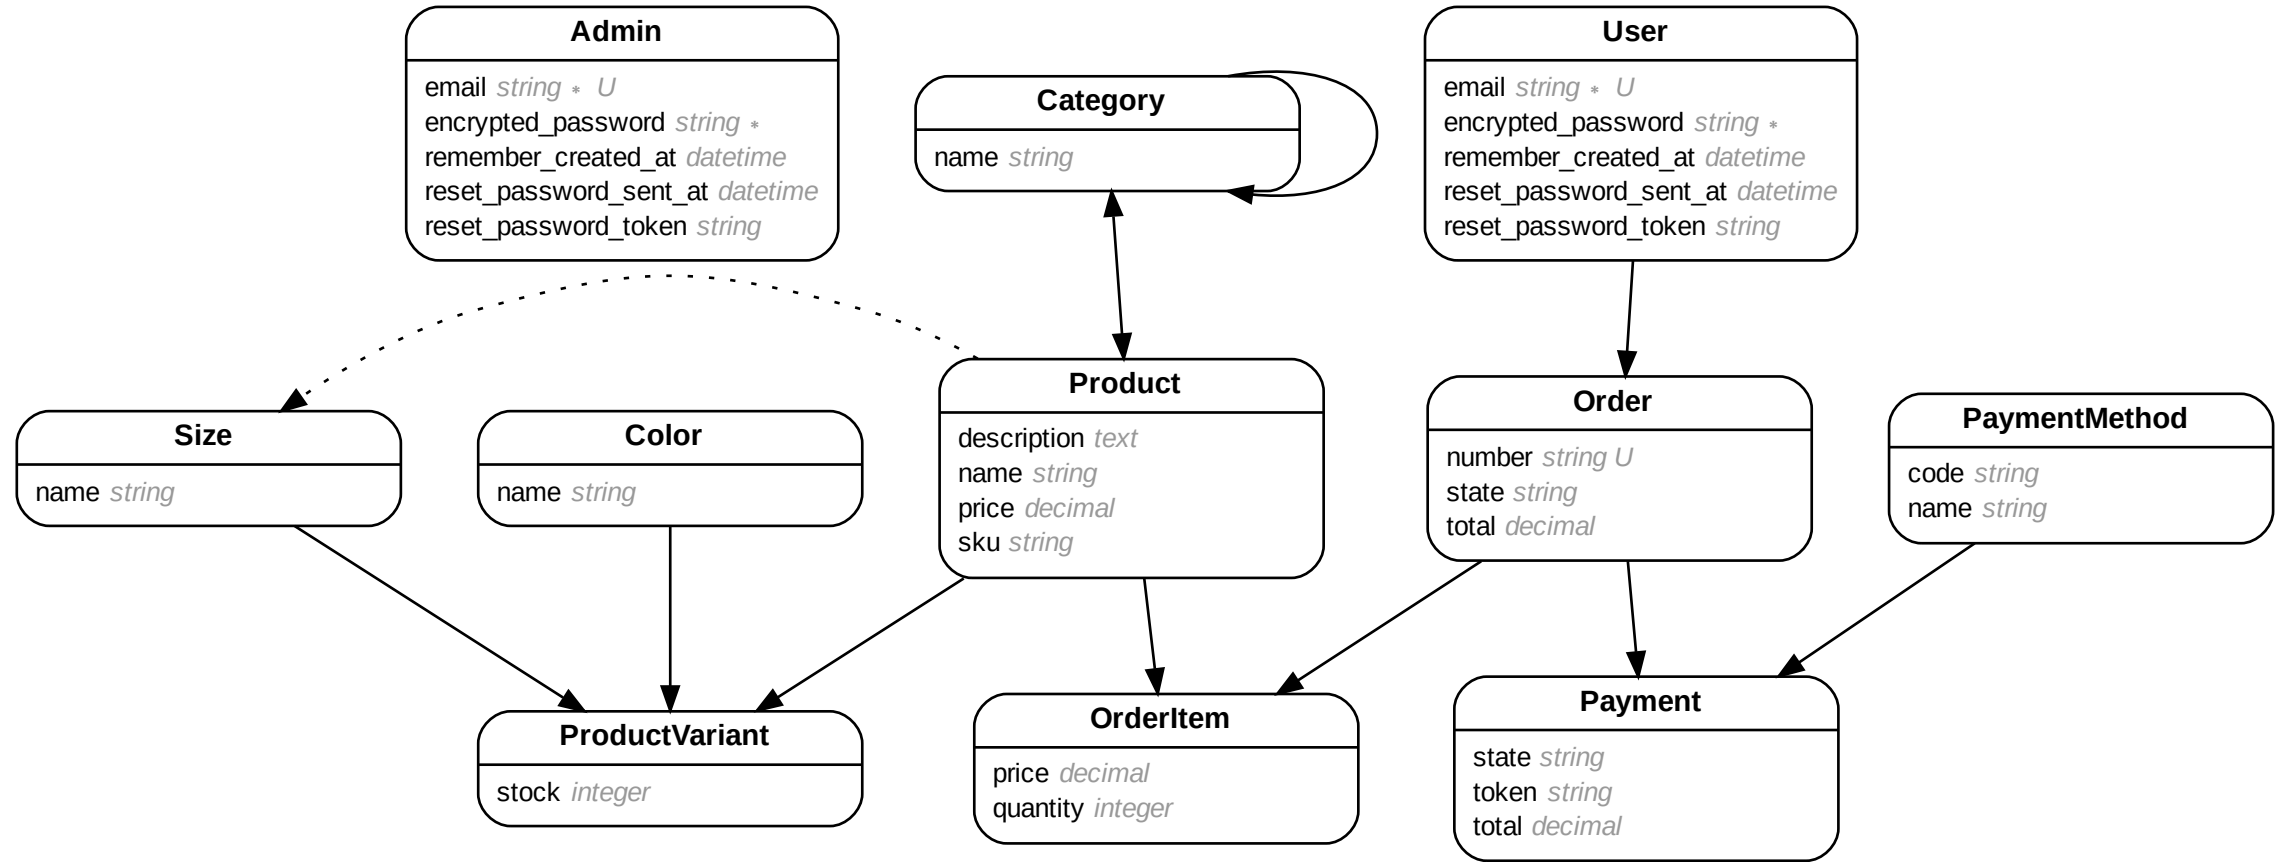 Admin
email string * U
encrypted_password string *
remember_created_at datetime
reset_password_sent_at datetime
reset_password_token string
Category
name string
User
email string * U
encrypted_password string *
remember_created_at datetime
reset_password_sent_at datetime
reset_password_token string
Size
name string
Color
name string
Product
description text
name string
price decimal
sku string
Order
number string U
state string
total decimal
PaymentMethod
code string
name string
ProductVariant
stock integer
OrderItem
price decimal
quantity integer
Payment
state string
token string
total decimal